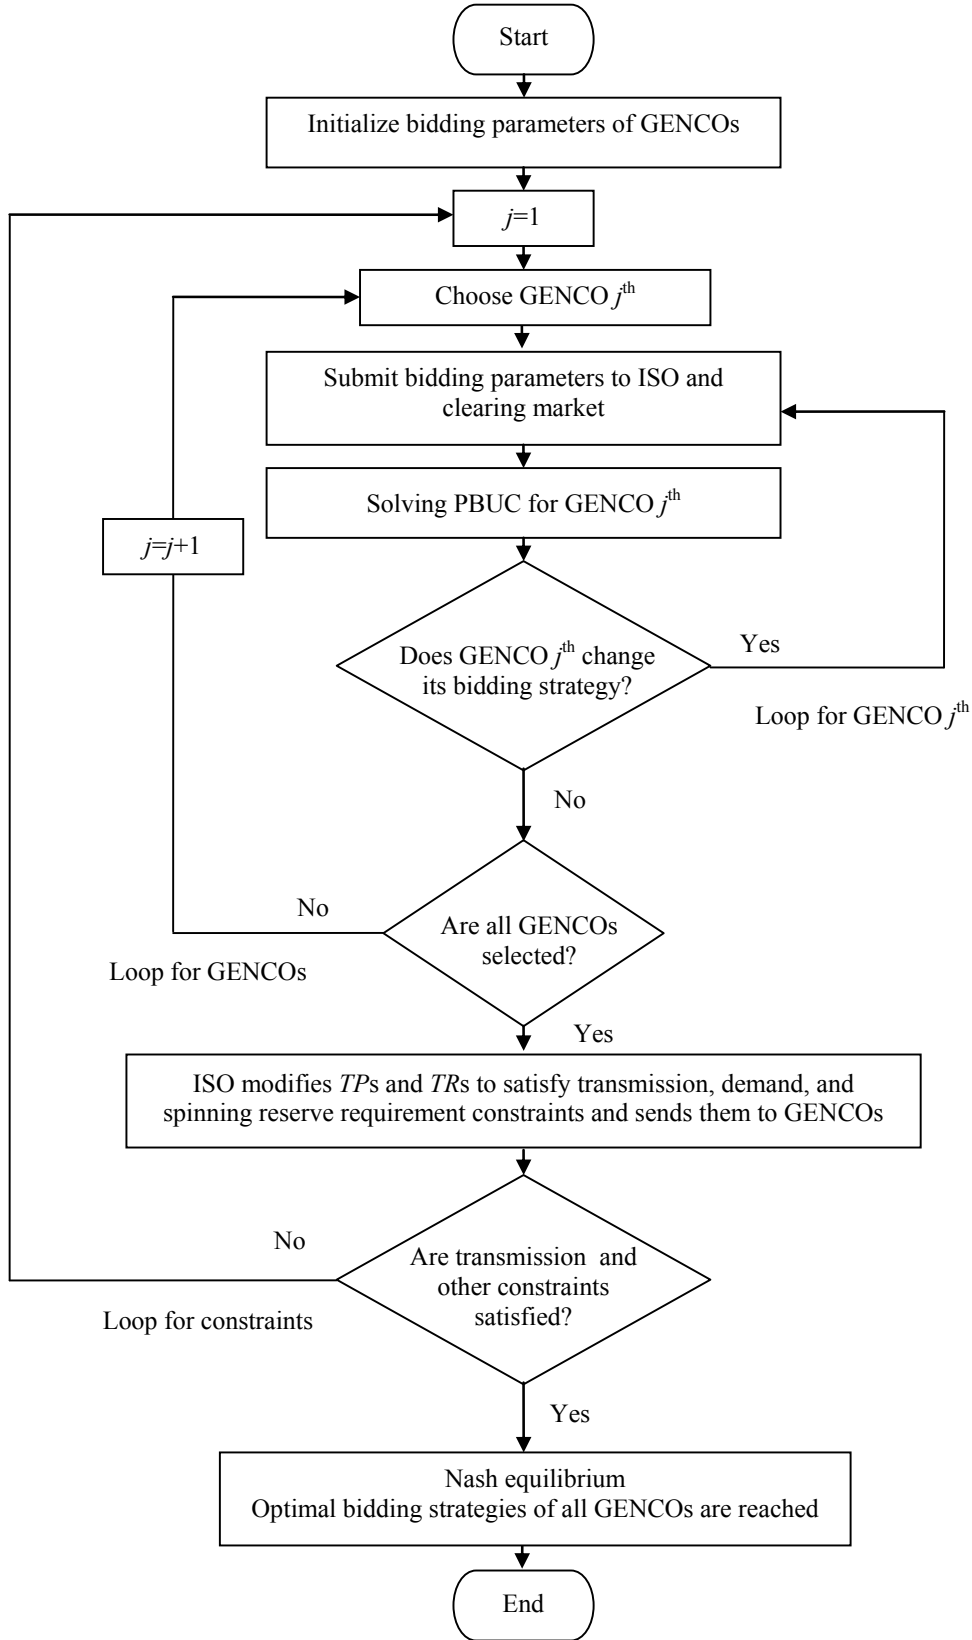 Start
Initialize bidding parameters of GENCOs
j=1
Choose GENCO jth
Submit bidding parameters to ISO and
clearing market
Solving PBUC for GENCO jth
j=j+1
Does GENCO jth change
its bidding strategy?
Yes
Loop for GENCO jth
No
Are all GENCOs
selected?
No
Loop for GENCOs
Yes
ISO modifies TPs and TRs to satisfy transmission, demand, and
spinning reserve requirement constraints and sends them to GENCOs
Are transmission and
other constraints
satisfied?
No
Loop for constraints
Yes
Nash equilibrium
Optimal bidding strategies of all GENCOs are reached
End